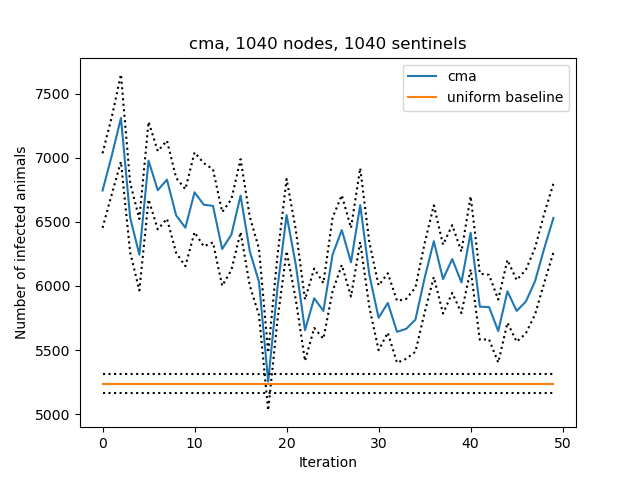 cma, 1040 nodes, 1040 sentinels
cma
uniform baseline
Number of infected animals
7500
7000
6500
6000
5500
5000
0 10 20 30 40 50
Iteration